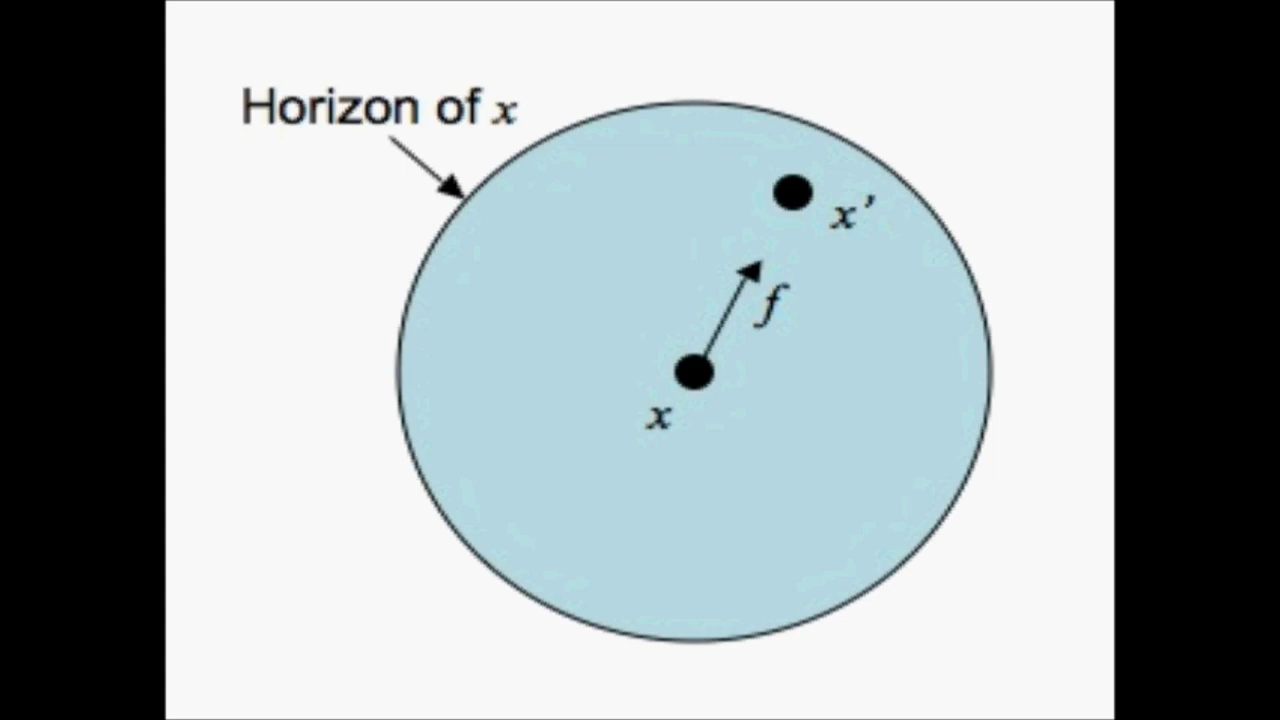 Horizon of x
x’
f
x